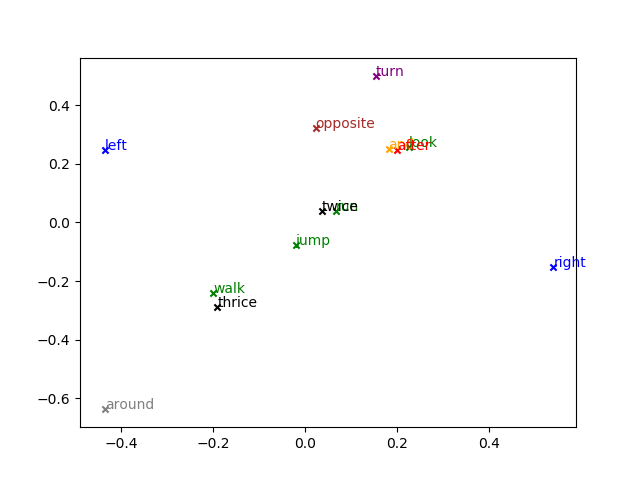 turn
0.4
opposite
left
after
look
0.2
twice
0.0
jump
right
−0.2
walk
thrice
−0.4
−0.6
around
−0.4
−0.2
0.0
0.2
0.4